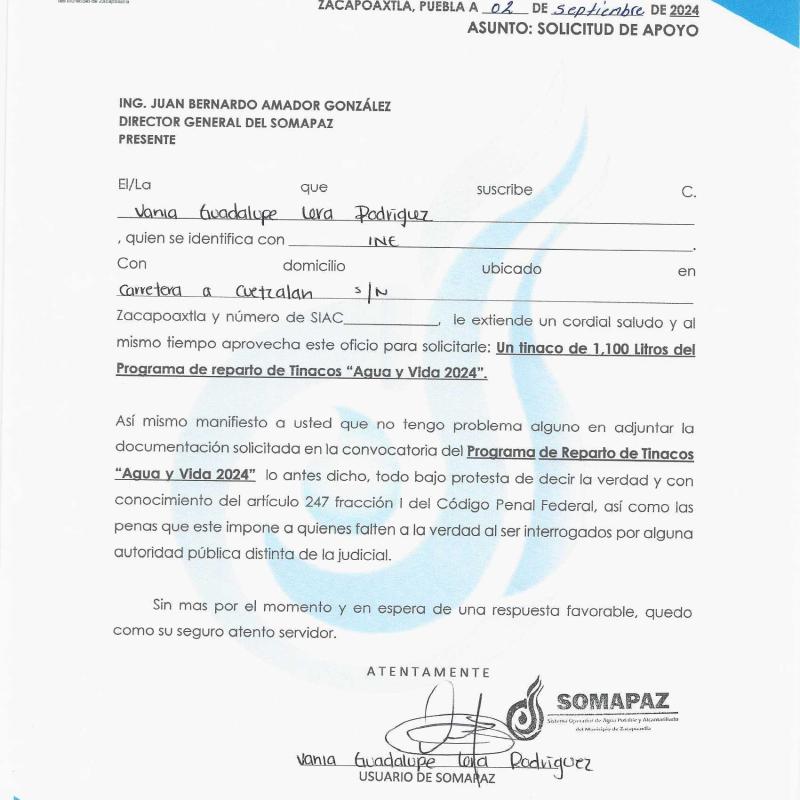 ZACAPOAXTLA, PUEBLA A 02 DE septiembre DE 2024
ASUNTO: SOLICITUD DE APOYO
ING. JUAN BERNARDO AMADOR GONZÁLEZ
DIRECTOR GENERAL DEL SOMAPAZ
PRESENTE
El/La que suscribe C.
Vania Guadalupe Lora Rodriguez
, quien se identifica con INE.
Con domicilio ubicado en
Carretera a Cuetzalan S/N
Zacapoaxtla y número de SIAC__________, le extiende un cordial saludo y al
mismo tiempo aprovecha este oficio para solicitarle: Un tinaco de 1,100 Litros del
Programa de reparto de Tinacos “Agua y Vida 2024”.
Así mismo manifiesto a usted que no tengo problema alguno en adjuntar la
documentación solicitada en la convocatoria del Programa de Reparto de Tinacos
“Agua y Vida 2024” lo antes dicho, todo bajo protesta de decir la verdad y con
conocimiento del artículo 247 fracción I del Código Penal Federal, así como las
penas que este impone a quienes falten a la verdad al ser interrogados por alguna
autoridad pública distinta de la judicial.
Sin mas por el momento y en espera de una respuesta favorable, quedo
como su seguro atento servidor.
ATENTAMENTE
SOMAPAZ
Sistema Operador de Agua Potable y Alcantarillado
del Municipio de Zacapoaxtla
Vania Guadalupe Lora Rodriguez
USUARIO DE SOMAPAZ